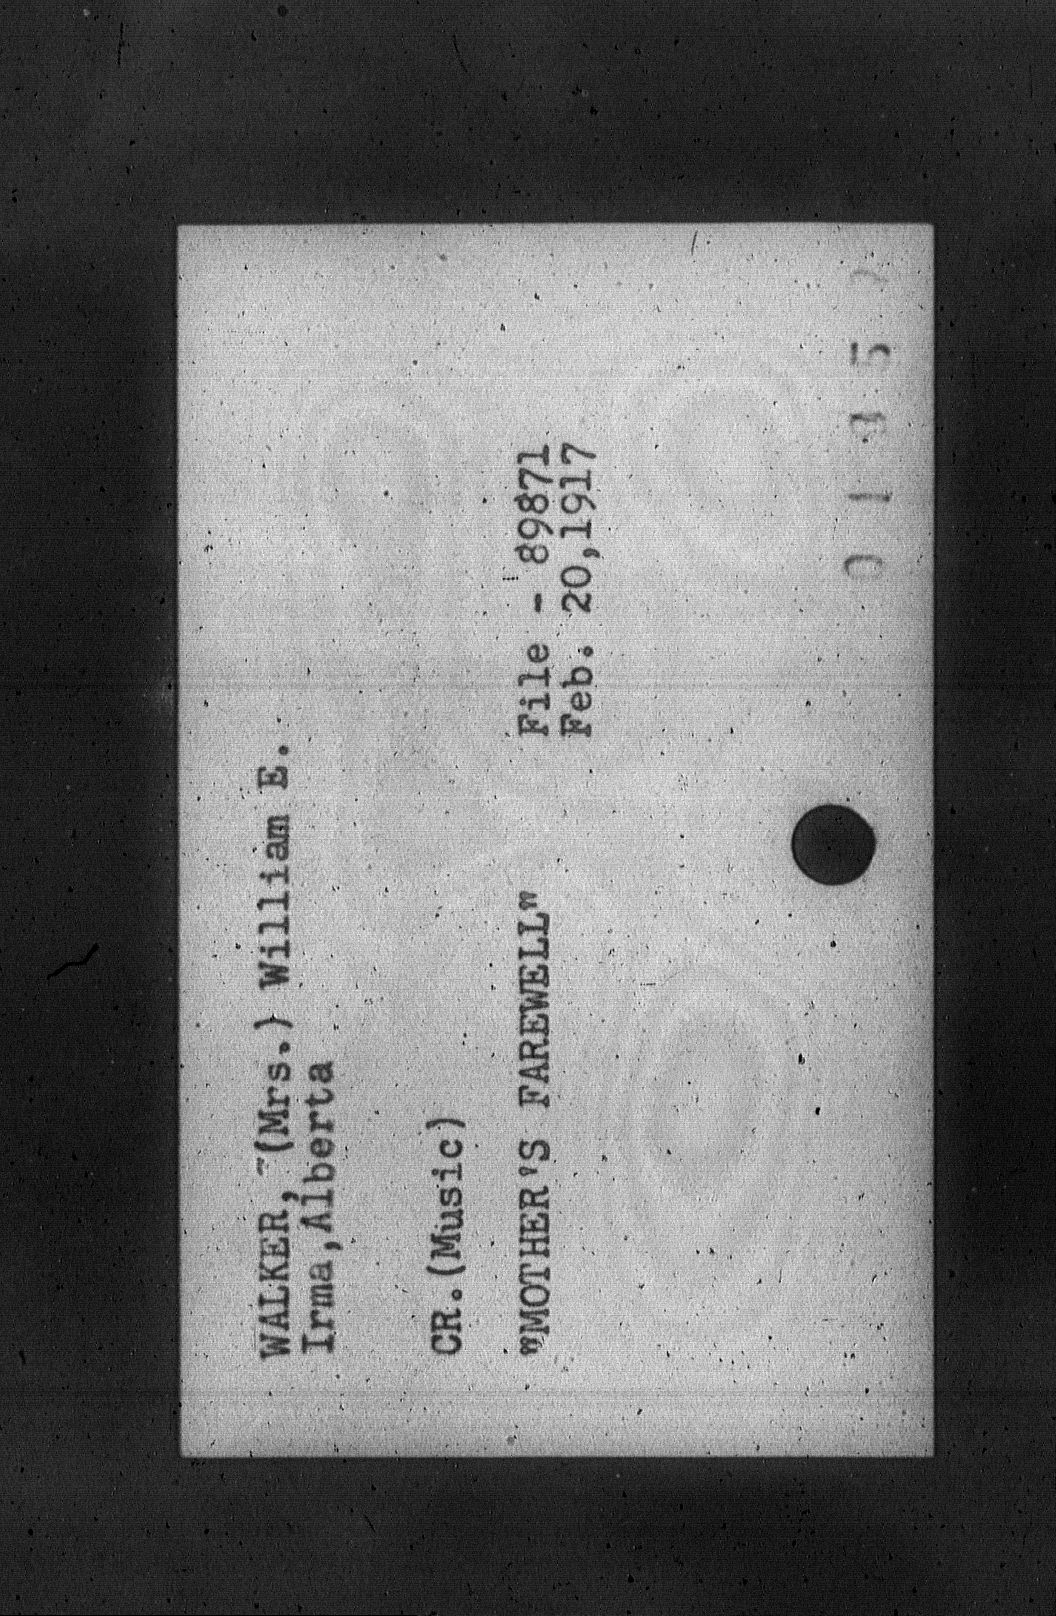 WALKER, (Mrs.) William E.
Irma,Alberta
CR.(Music)
"MOTHER'S FAREWELL" File - 89871
Feb. 20,1917